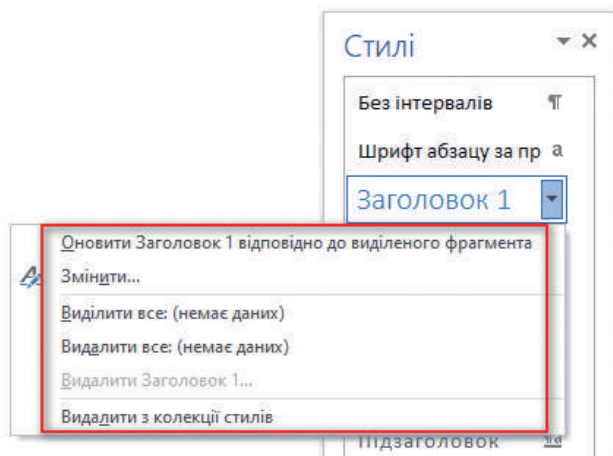 Стилі
Без інтервалів ¶
Шрифт абзацу за пр a
Заголовок 1
Оновити Заголовок 1 відповідно до виділеного фрагмента
Змінити...
Виділити все: (немає даних)
Видалити все: (немає даних)
Видалити Заголовок 1...
Видалити з колекції стилів
Підзаголовок ¶a